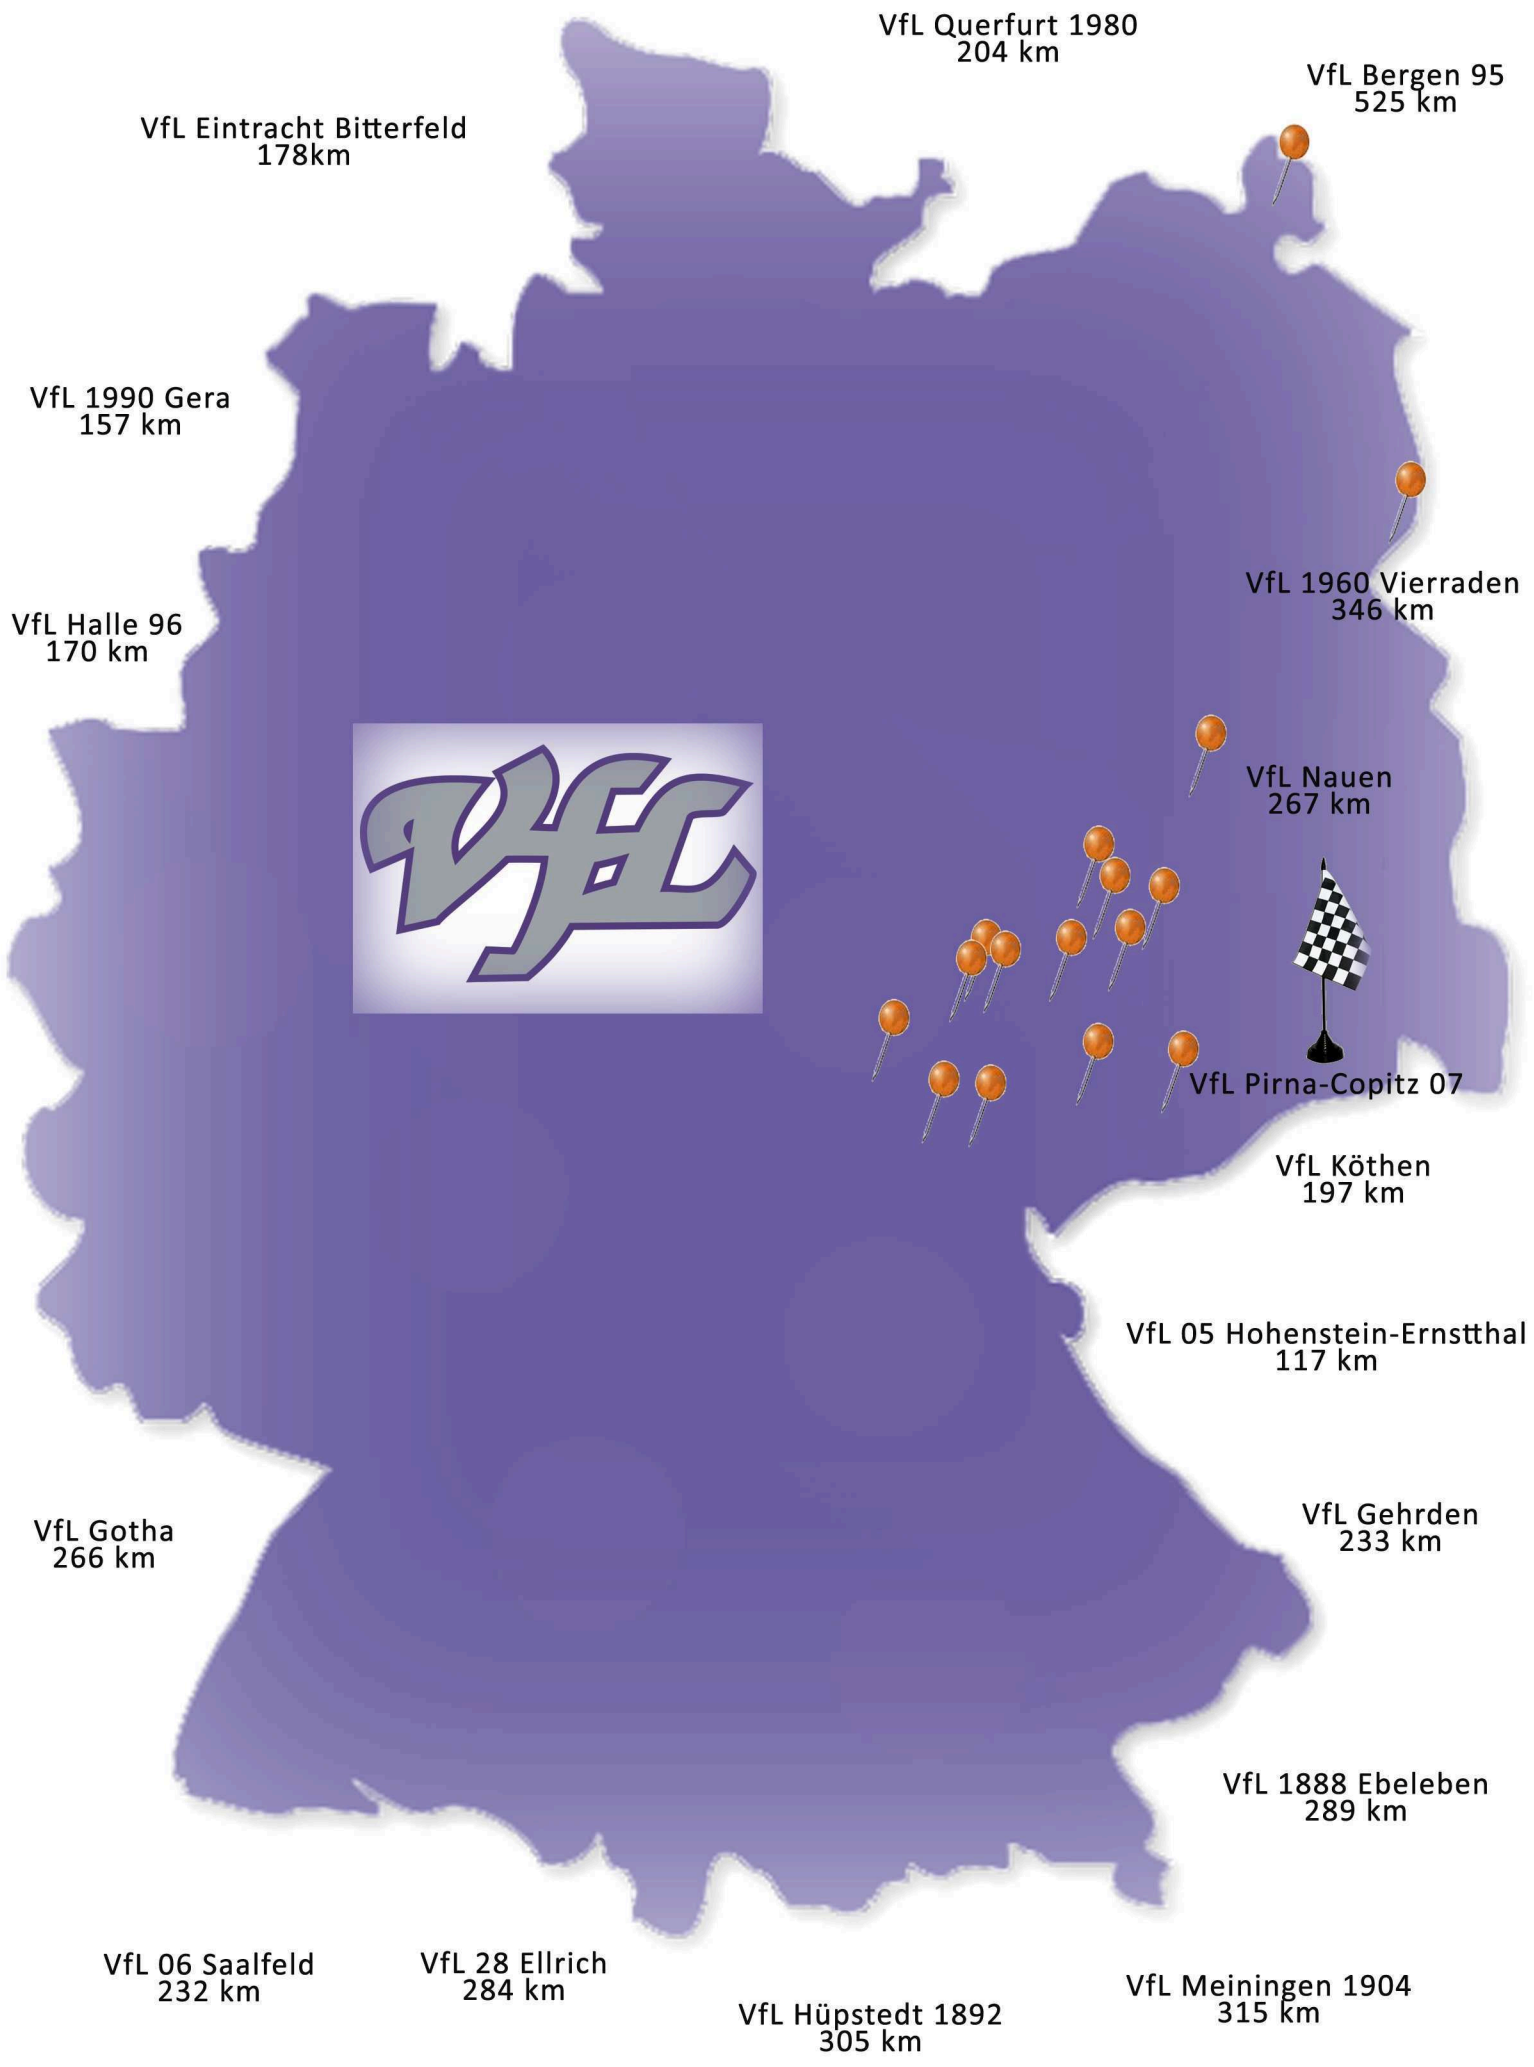 VfL Querfurt 1980
204 km
VfL Bergen 95
525 km
VfL Eintracht Bitterfeld
178km
VfL 1990 Gera
157 km
VfL 1960 Vierraden
346 km
VfL Halle 96
170 km
VfL
VfL Nauen
267 km
VfL Pirna-Copitz 07
VfL Köthen
197 km
VfL 05 Hohenstein-Ernstthal
117 km
VfL Gotha
266 km
VfL Gehrden
233 km
VfL 1888 Ebeleben
289 km
VfL 06 Saalfeld
232 km
VfL 28 Ellrich
284 km
VfL Hüpstedt 1892
305 km
VfL Meiningen 1904
315 km